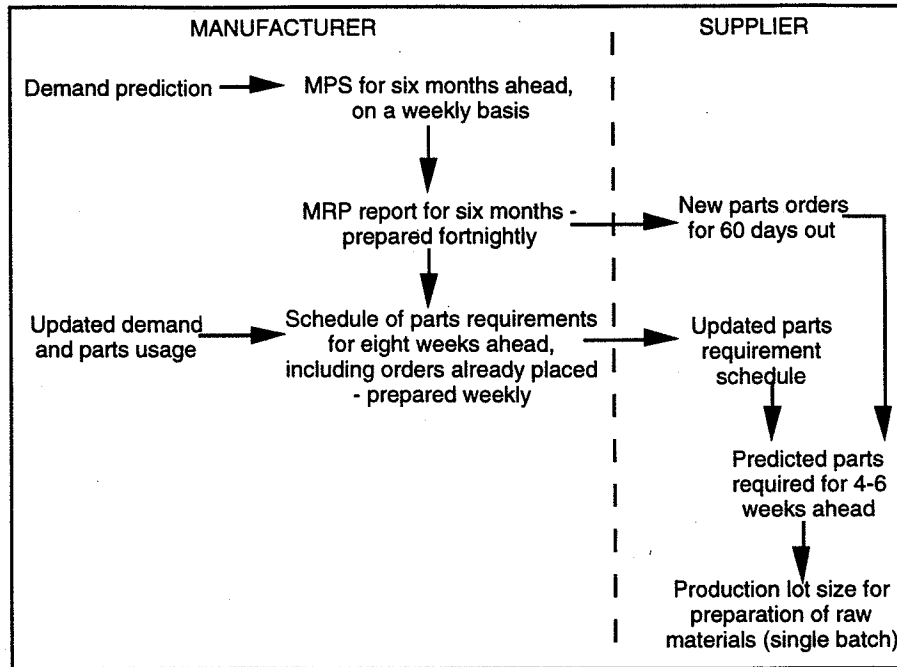 MANUFACTURER
SUPPLIER
Demand prediction
MPS for six months ahead,
on a weekly basis
MRP report for six months -
prepared fortnightly
New parts orders
for 60 days out
Updated demand
and parts usage
Schedule of parts requirements
for eight weeks ahead,
including orders already placed
- prepared weekly
Updated parts
requirement
schedule
Predicted parts
required for 4-6
weeks ahead
Production lot size for
preparation of raw
materials (single batch)